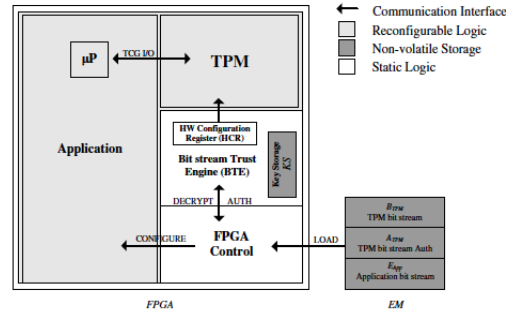 Communication Interface
Reconfigurable Logic
Non-volatile Storage
Static Logic
μP
TCG I/O
TPM
HW Configuration
Register (HCR)
Application
Bit stream Trust
Engine (BTE)
Key Storage
KS
DECRYPT AUTH
FPGA
Control
CONFIGURE
LOAD
B_TPM
TPM bit stream
A_TPM
TPM bit stream Auth
E_App
Application bit stream
FPGA
EM